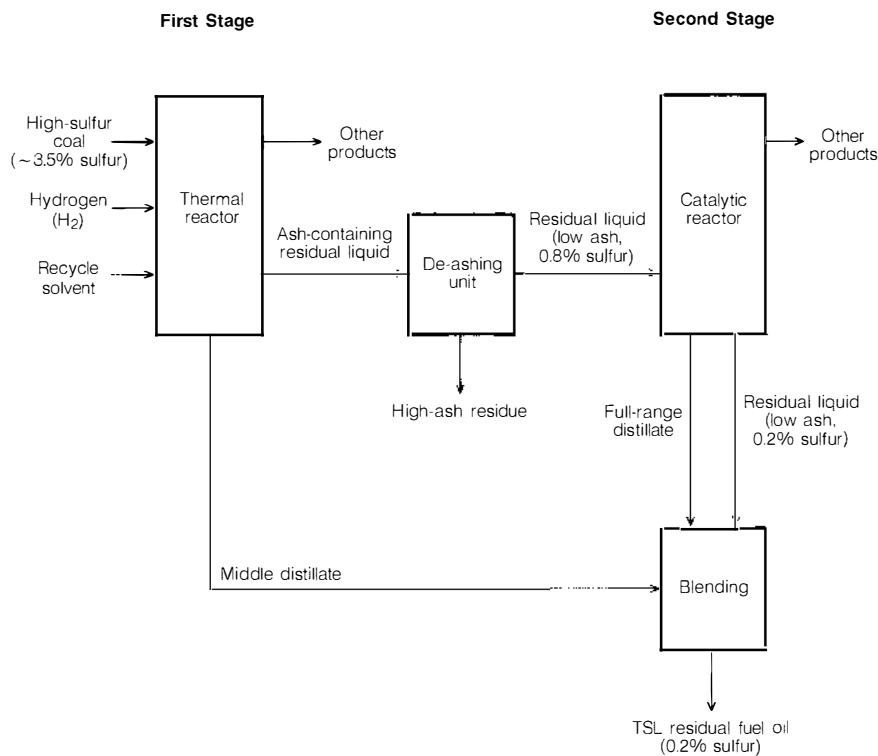 First Stage
Second Stage
High-sulfur
coal
(~3.5% sulfur)
Hydrogen
(H₂)
Recycle
solvent
Thermal
reactor
Other
products
Ash-containing
residual liquid
De-ashing
unit
High-ash residue
Residual liquid
(low ash,
0.8% sulfur)
Catalytic
reactor
Other
products
Full-range
distillate
Residual liquid
(low ash,
0.2% sulfur)
Middle distillate
Blending
TSL residual fuel oil
(0.2% sulfur)